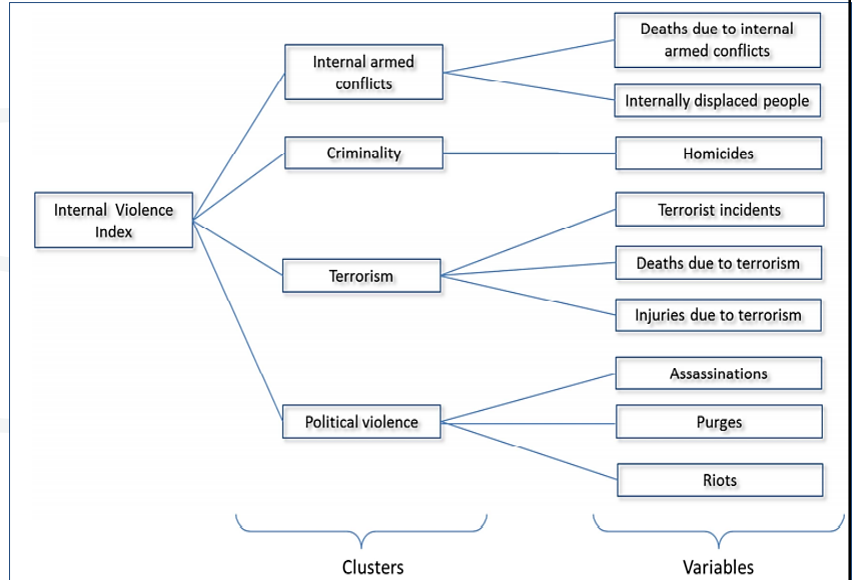 Deaths due to internal
armed conflicts
Internal armed
conflicts
Internally displaced people
Criminality
Homicides
Internal Violence
Index
Terrorist incidents
Terrorism
Deaths due to terrorism
Injuries due to terrorism
Assassinations
Political violence
Purges
Riots
Clusters
Variables